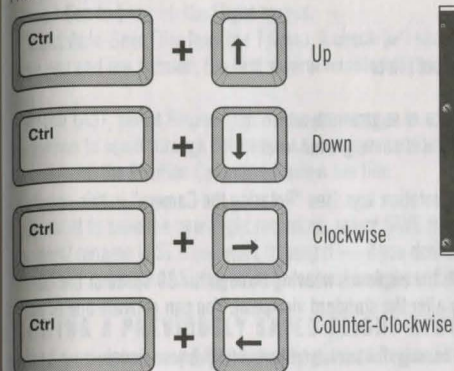 Ctrl + ↑ Up
Ctrl + ↓ Down
Ctrl + → Clockwise
Ctrl + ← Counter-Clockwise